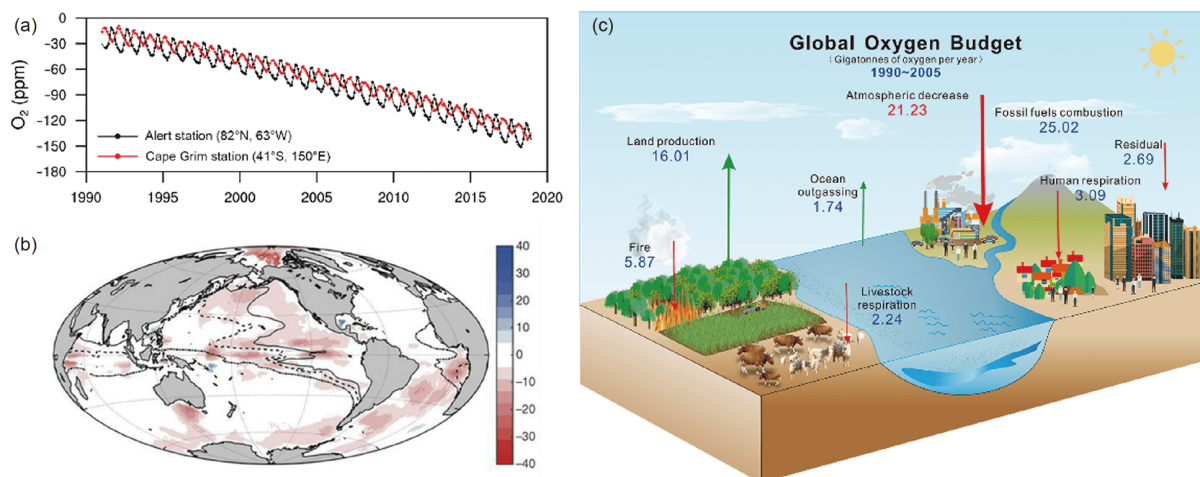 (a)
0
−30
−60
−90
−120
−150
−180
O₂ (ppm)
Alert station (82°N, 63°W)
Cape Grim station (41°S, 150°E)
1990
1995
2000
2005
2010
2015
2020
(b)
40
30
20
10
0
−10
−20
−30
−40
(c)
Global Oxygen Budget
(Gigatonnes of oxygen per year)
1990~2005
Atmospheric decrease
21.23
Fossil fuels combustion
25.02
Land production
16.01
Residual
2.69
Ocean
outgassing
1.74
Human respiration
3.09
Fire
5.87
Livestock
respiration
2.24